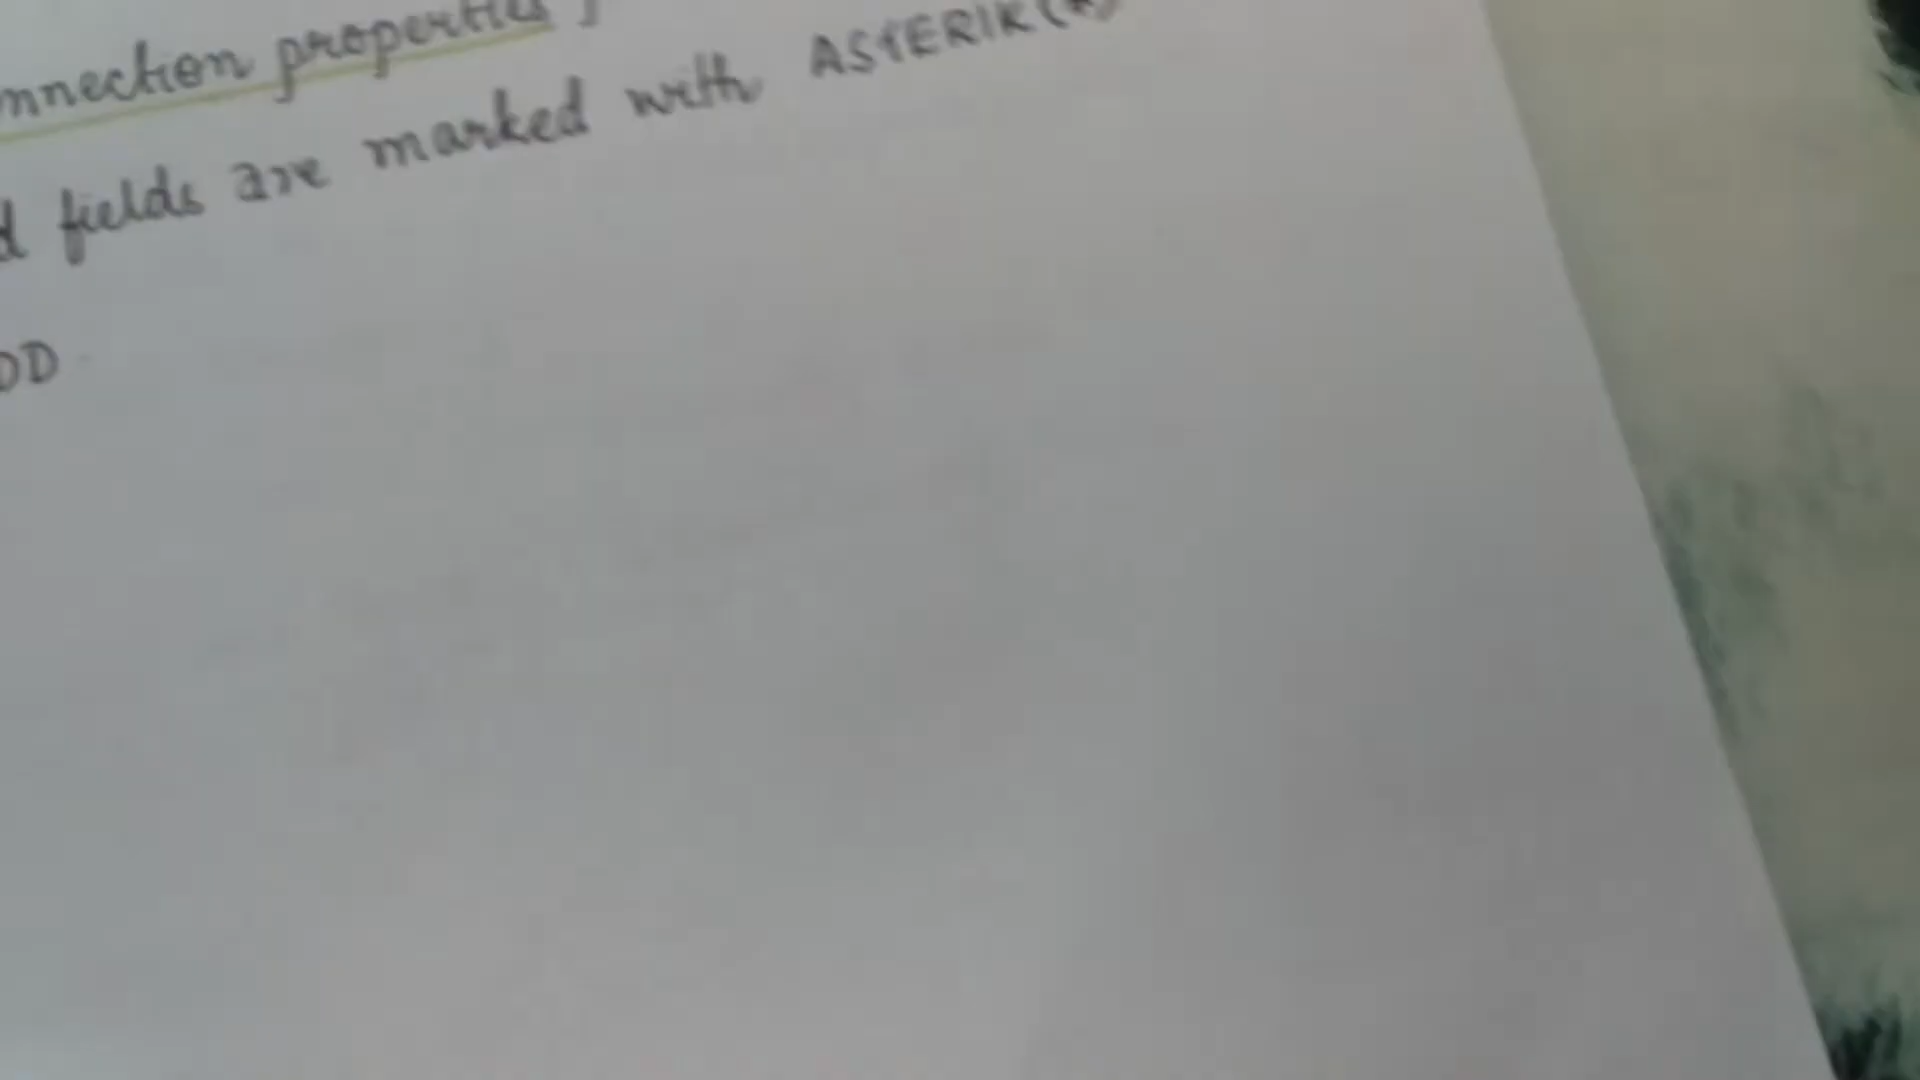 nnection properties
d fields are marked with ASTERIK(*)
DD